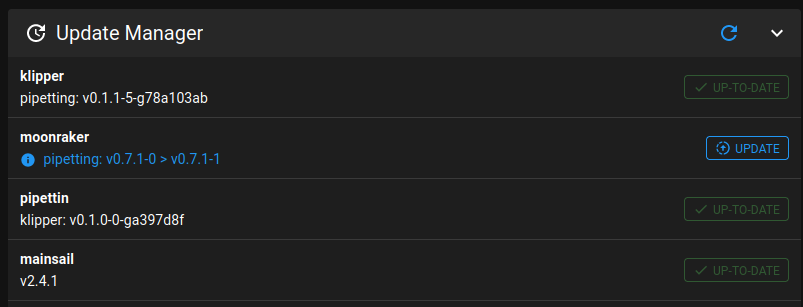 Update Manager
klipper
pipetting: v0.1.1-5-g78a103ab
UP-TO-DATE
moonraker
pipetting: v0.7.1-0 > v0.7.1-1
UPDATE
pipettin
klipper: v0.1.0-0-ga397d8f
UP-TO-DATE
mainsail
v2.4.1
UP-TO-DATE